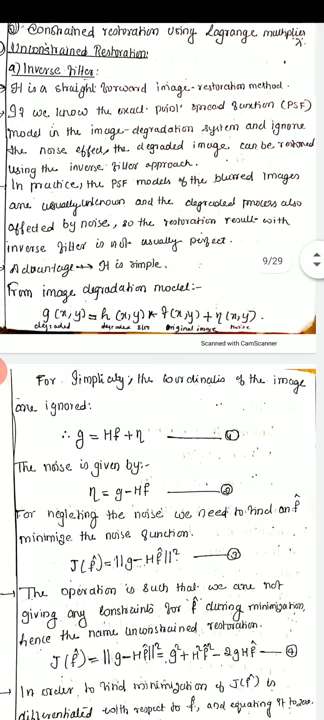 ② Constrained restoration using Lagrange multiplier
λ.
Unconstrained Restoration:
a) Inverse Filter:
It is a straight forward image-restoration method.
If we know the exact point spread function (PSF)
model in the image-degradation system and ignore
the noise effect, the degraded image can be restored
using the inverse filter approach.
In practice, the PSF models of the blurred images
are usually unknown and the degraded process also
affected by noise, so the restoration result with
inverse filter is not usually perfect.
Advantage → It is simple.
9/29
From image degradation model:-
g(x,y) = h(x,y) * f(x,y) + η(x,y).
degraded degraded sys original image noise
Scanned with CamScanner
For Simplicity, the coordinates of the image
are ignored:
∴ g = Hf + η — ①
The noise is given by:-
η = g - Hf — ②
For neglecting the noise we need to find an f̂
minimize the noise function.
J(f̂) = ||g - Hf̂||² — ③
→ The operation is such that we are not
giving any constraints for f̂ during minimization,
hence the name unconstrained restoration.
J(f̂) = ||g - Hf̂||² = g² + H²f̂² - 2gHf̂ — ④
→ In order to find minimization of J(f̂) is
differentiated with respect to f̂, and equating it to zero.